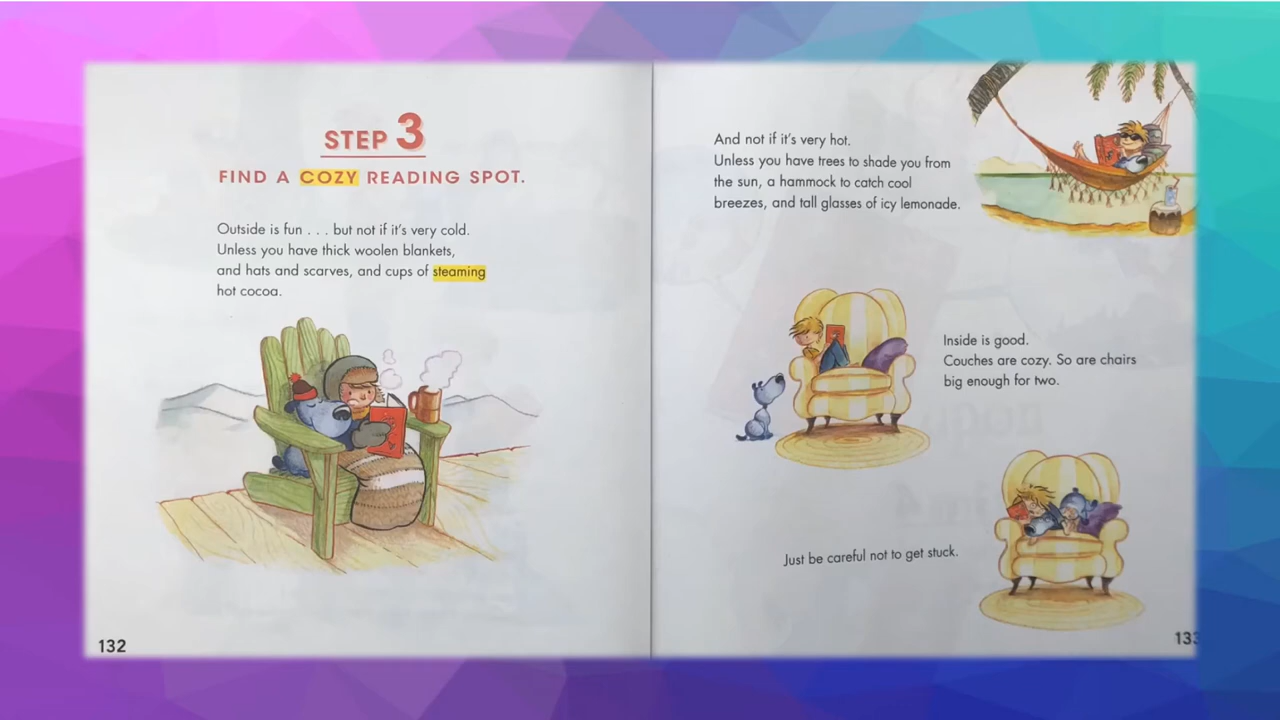 STEP 3
FIND A COZY READING SPOT.
Outside is fun . . . but not if it's very cold.
Unless you have thick woolen blankets,
and hats and scarves, and cups of steaming
hot cocoa.
132
And not if it's very hot.
Unless you have trees to shade you from
the sun, a hammock to catch cool
breezes, and tall glasses of icy lemonade.
Inside is good.
Couches are cozy. So are chairs
big enough for two.
Just be careful not to get stuck.
133